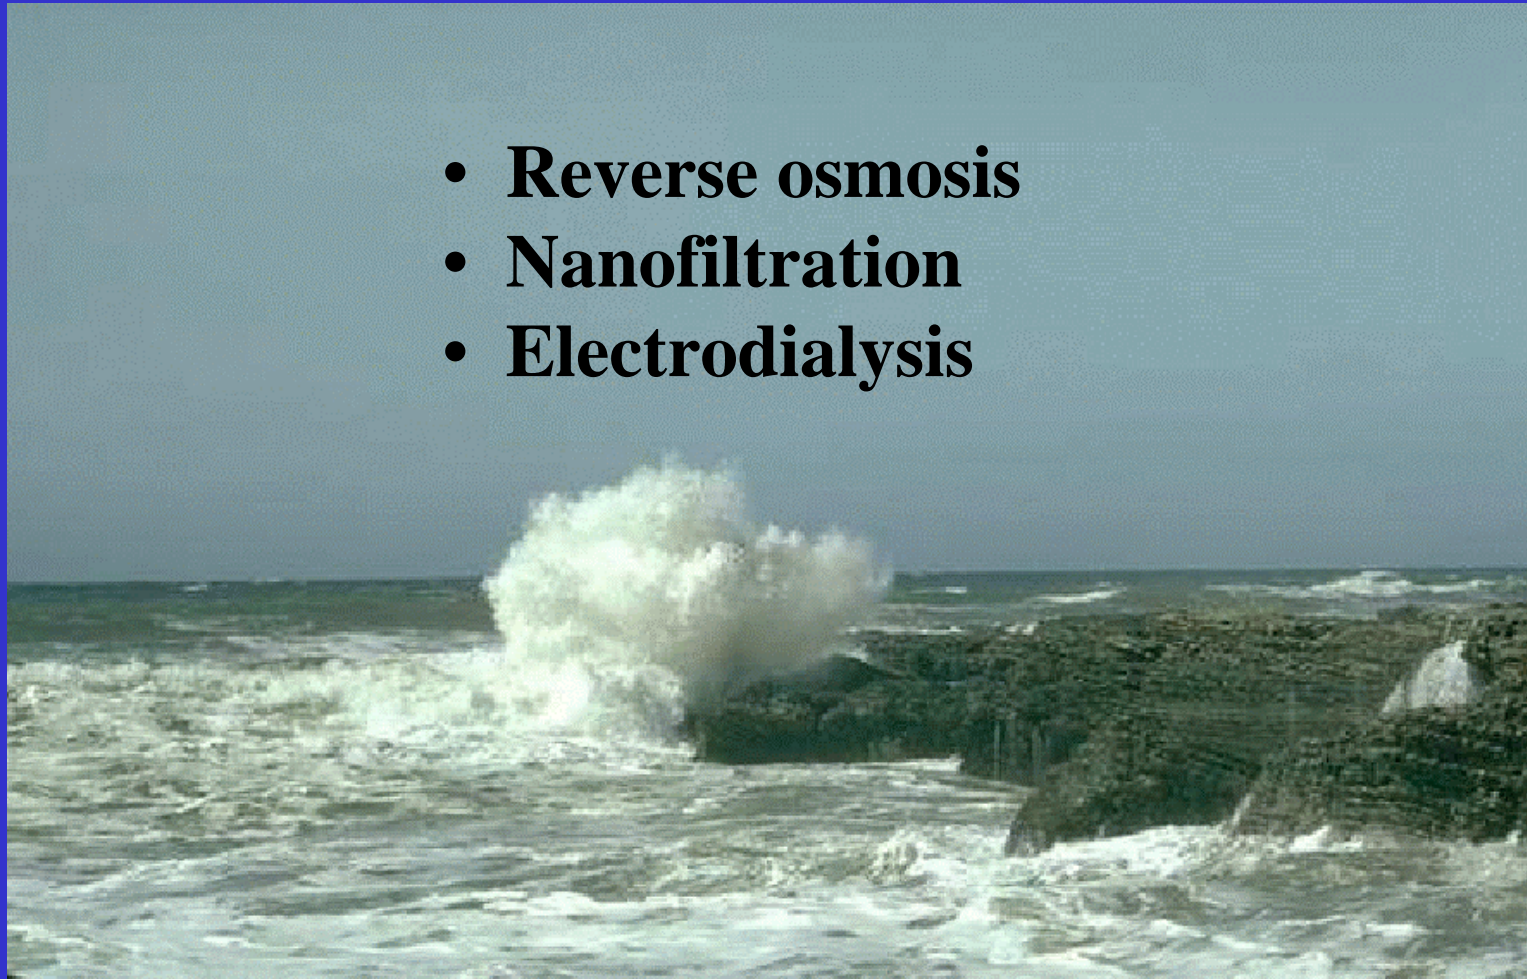 • Reverse osmosis
• Nanofiltration
• Electrodialysis